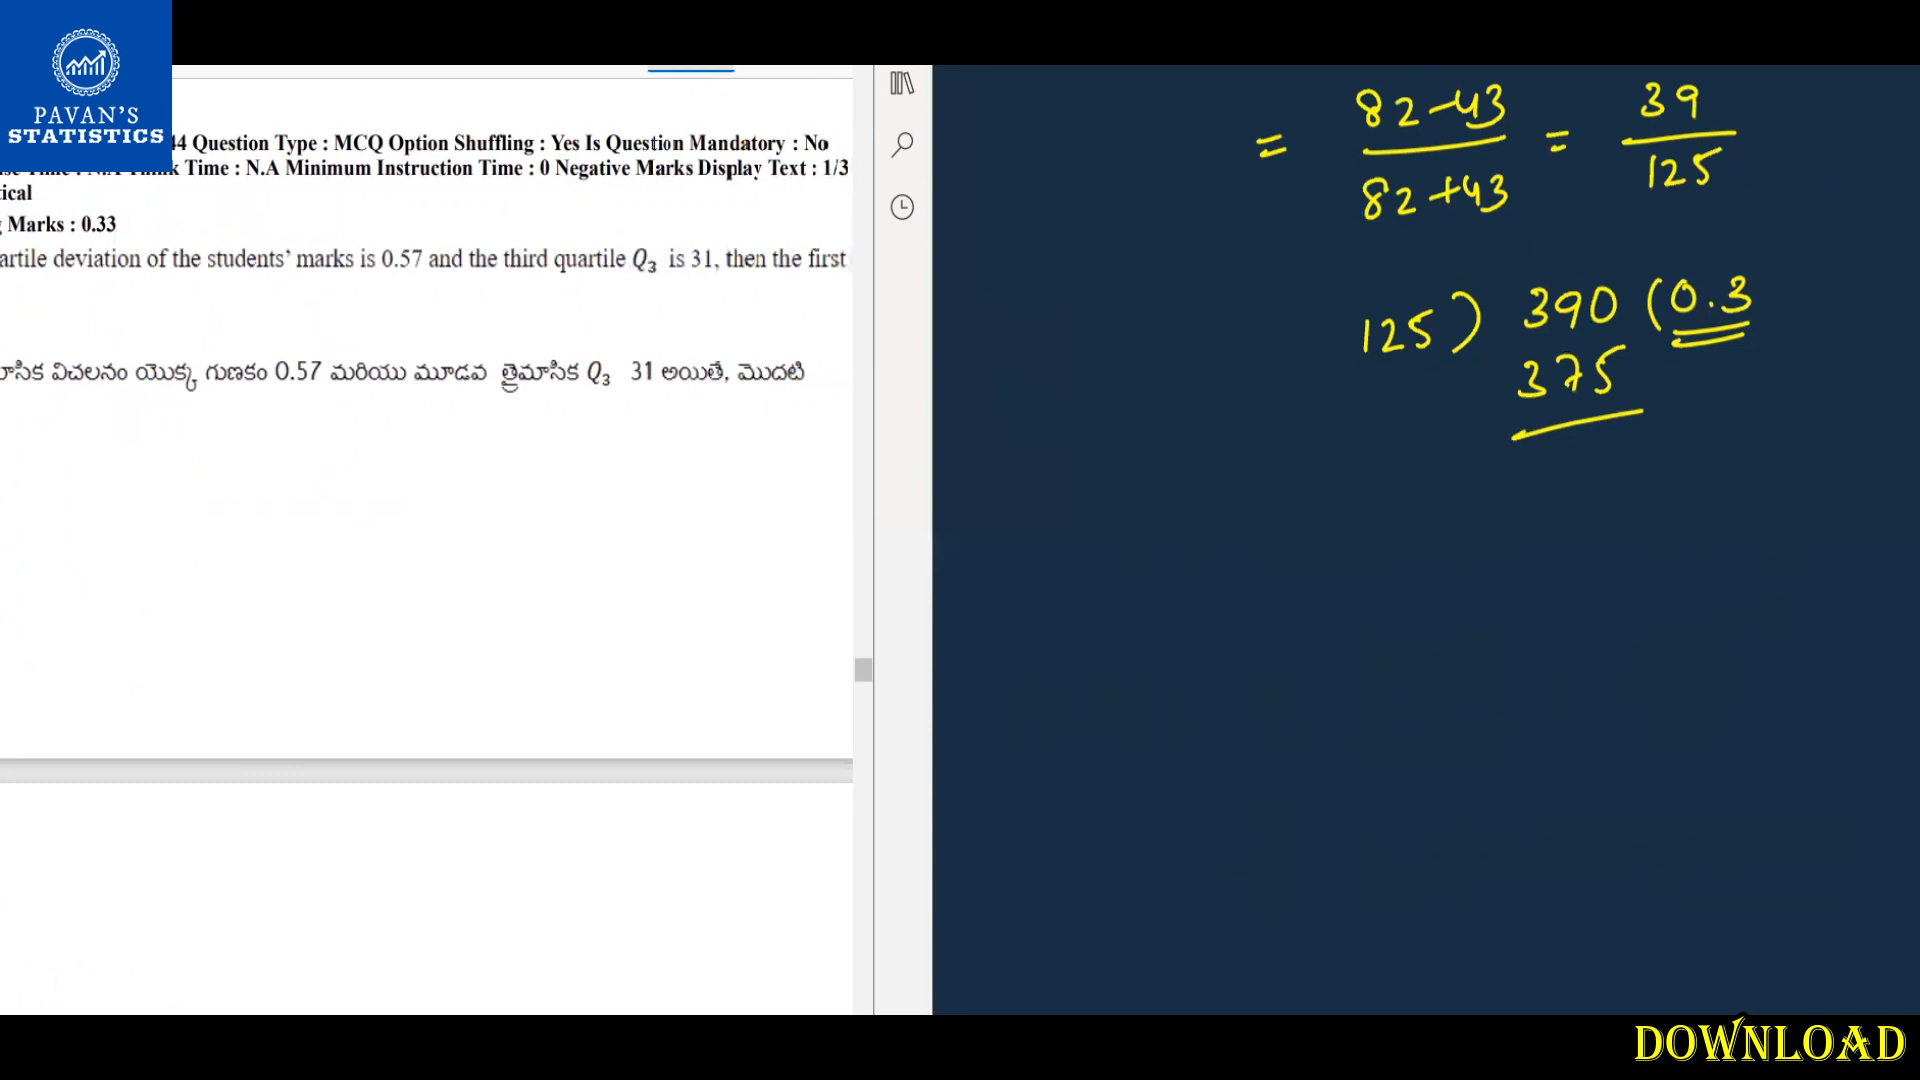 PAVAN'S
STATISTICS
44 Question Type : MCQ Option Shuffling : Yes Is Question Mandatory : No
Time : N.A Minimum Instruction Time : 0 Negative Marks Display Text : 1/3
tical
Marks : 0.33
artile deviation of the students' marks is 0.57 and the third quartile Q3 is 31, then the first
మాసిక విచలనం యొక్క గుణకం 0.57 మరియు మూడవ త్రైమాసిక Q3 31 అయితే, మొదటి
= 82-43 / 82+43 = 39 / 125
125) 390 (0.3
375
DOWNLOAD